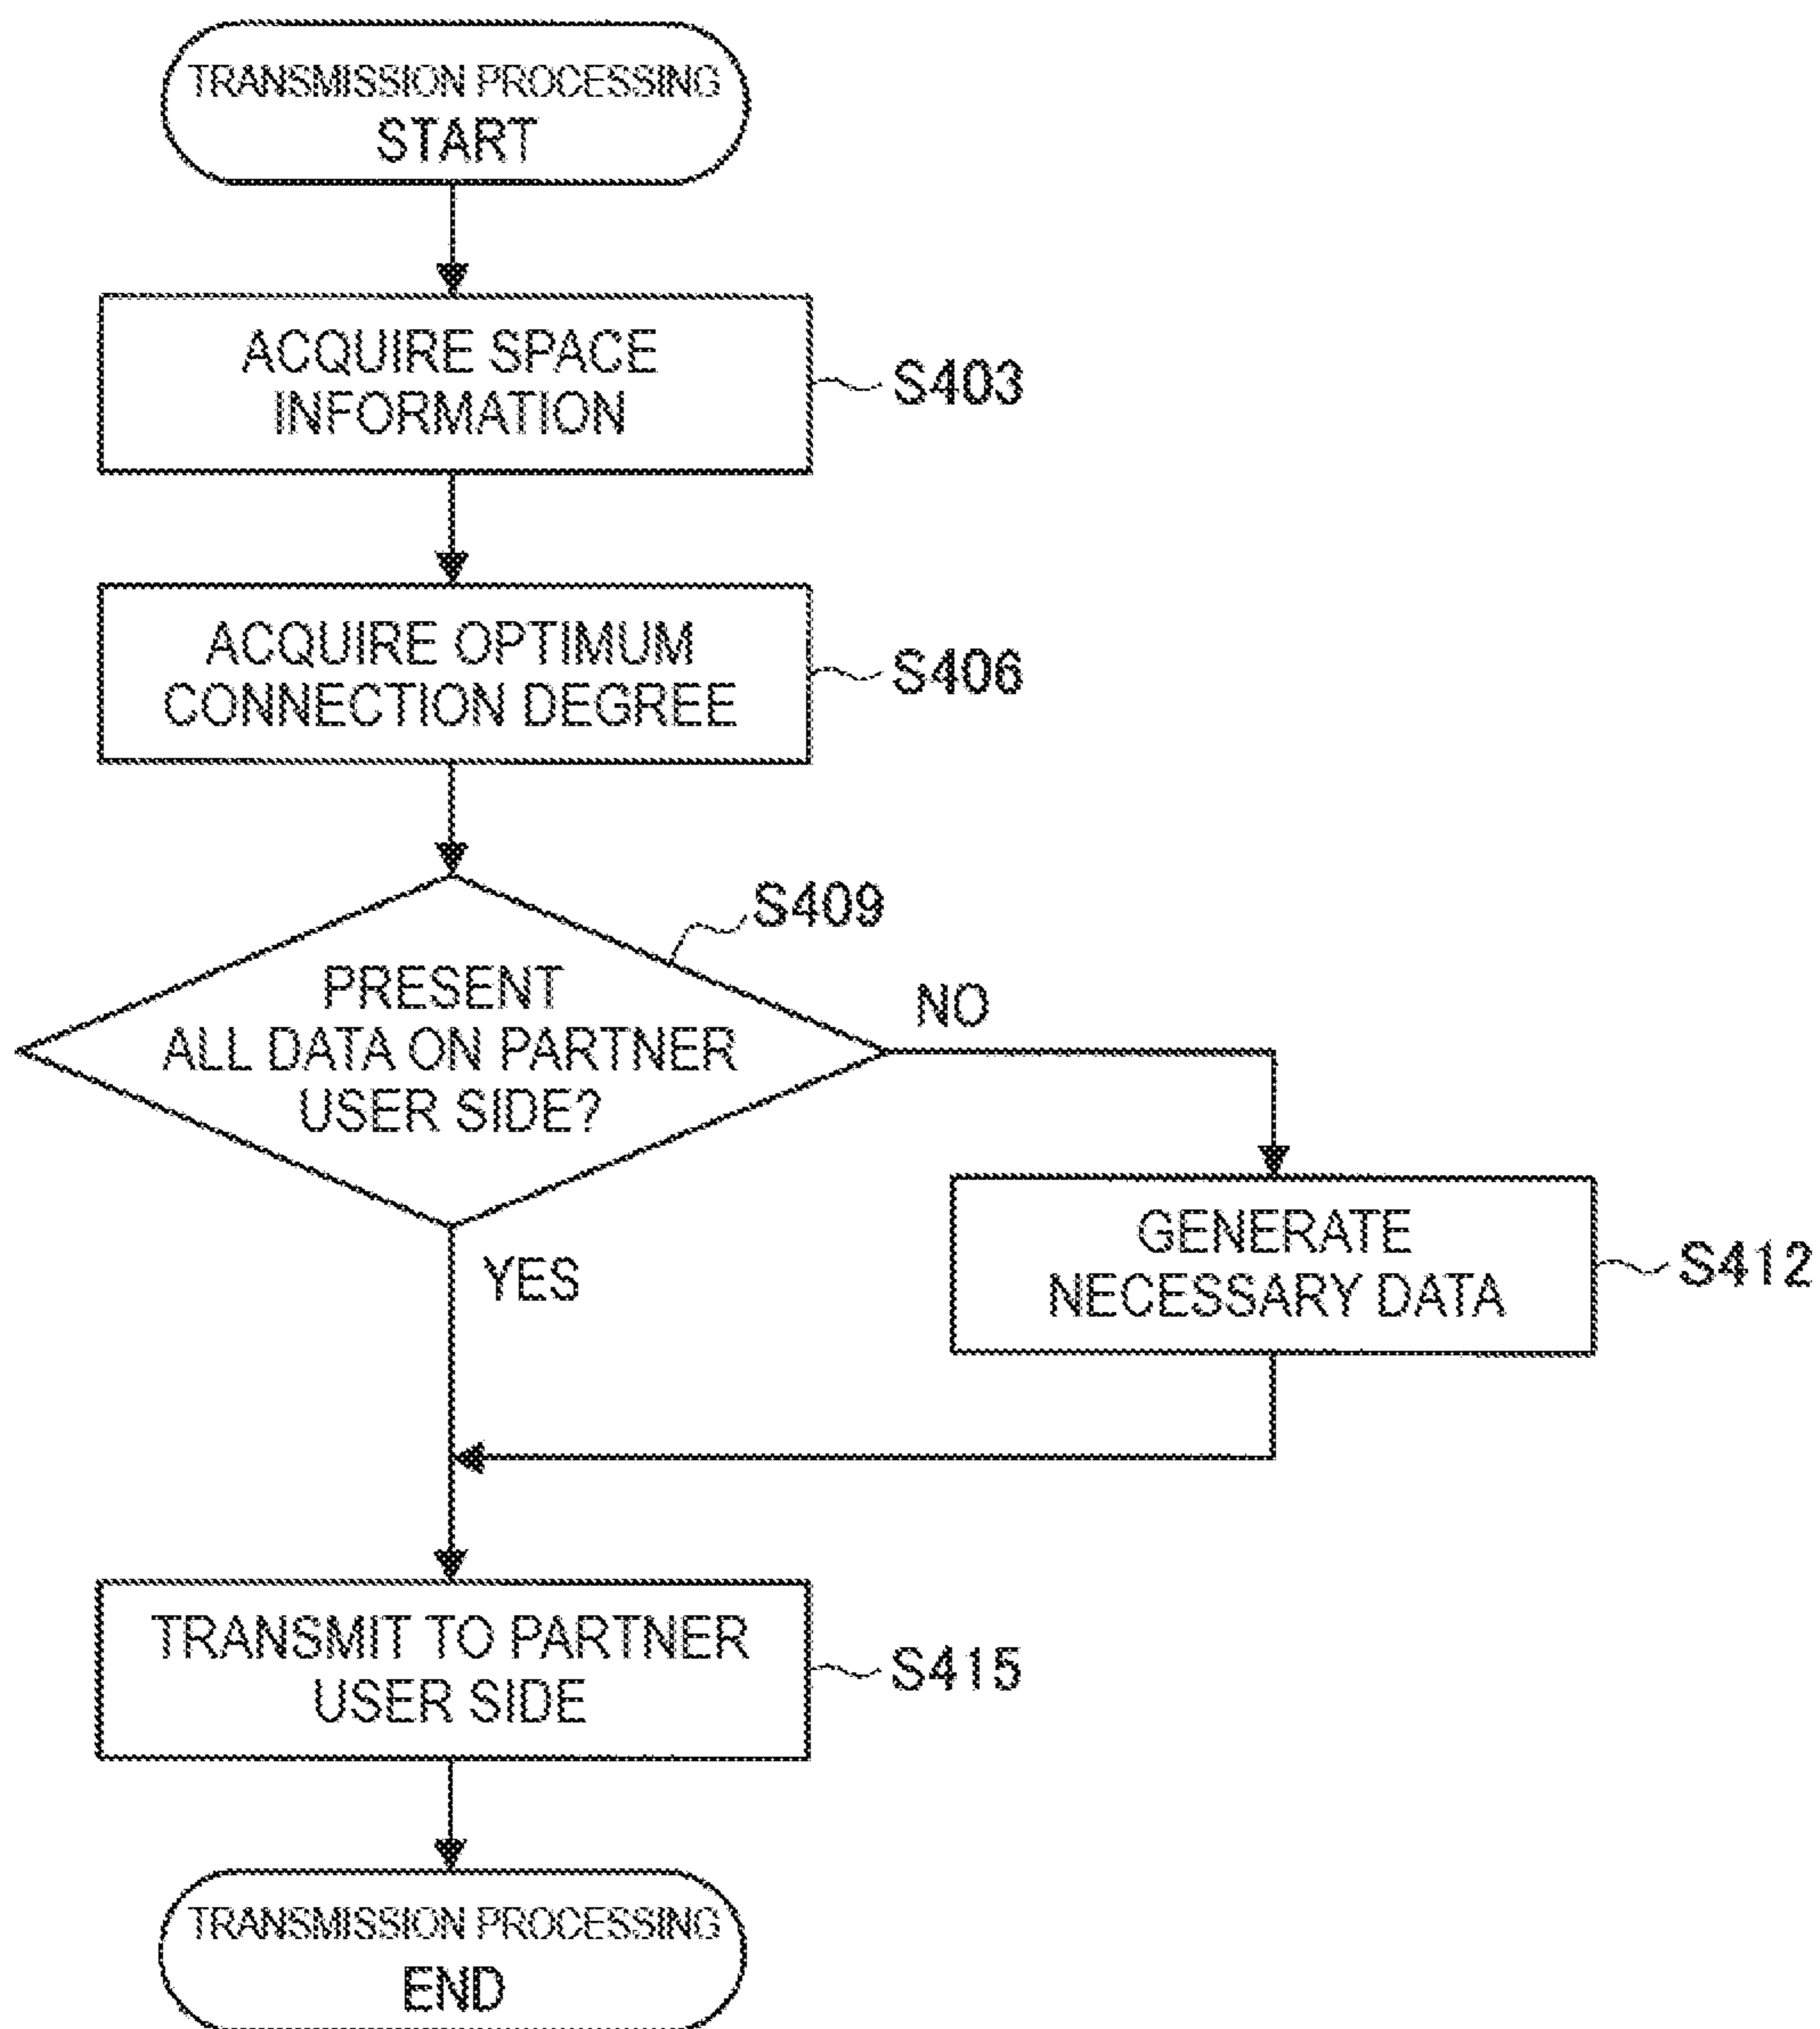 TRANSMISSION PROCESSING
START
ACQUIRE SPACE
INFORMATION
S403
ACQUIRE OPTIMUM
CONNECTION DEGREE
S406
S409
PRESENT
ALL DATA ON PARTNER
USER SIDE?
NO
YES
GENERATE
NECESSARY DATA
S412
TRANSMIT TO PARTNER
USER SIDE
S415
TRANSMISSION PROCESSING
END